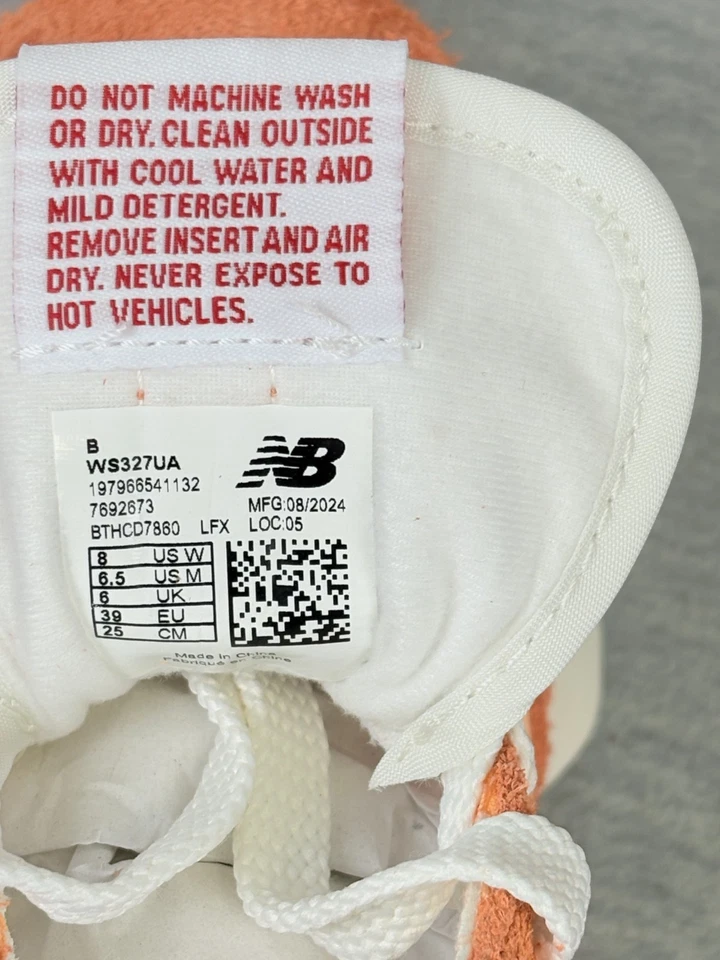 DO NOT MACHINE WASH
OR DRY. CLEAN OUTSIDE
WITH COOL WATER AND
MILD DETERGENT.
REMOVE INSERT AND AIR
DRY. NEVER EXPOSE TO
HOT VEHICLES.
B
WS327UA
197966541132
7692673
BTHCD7860 LFX
NB
MFG:08/2024
LOC:05
8 US W
6.5 US M
6 UK
39 EU
25 CM
Made in China
Fabriqué en Chine